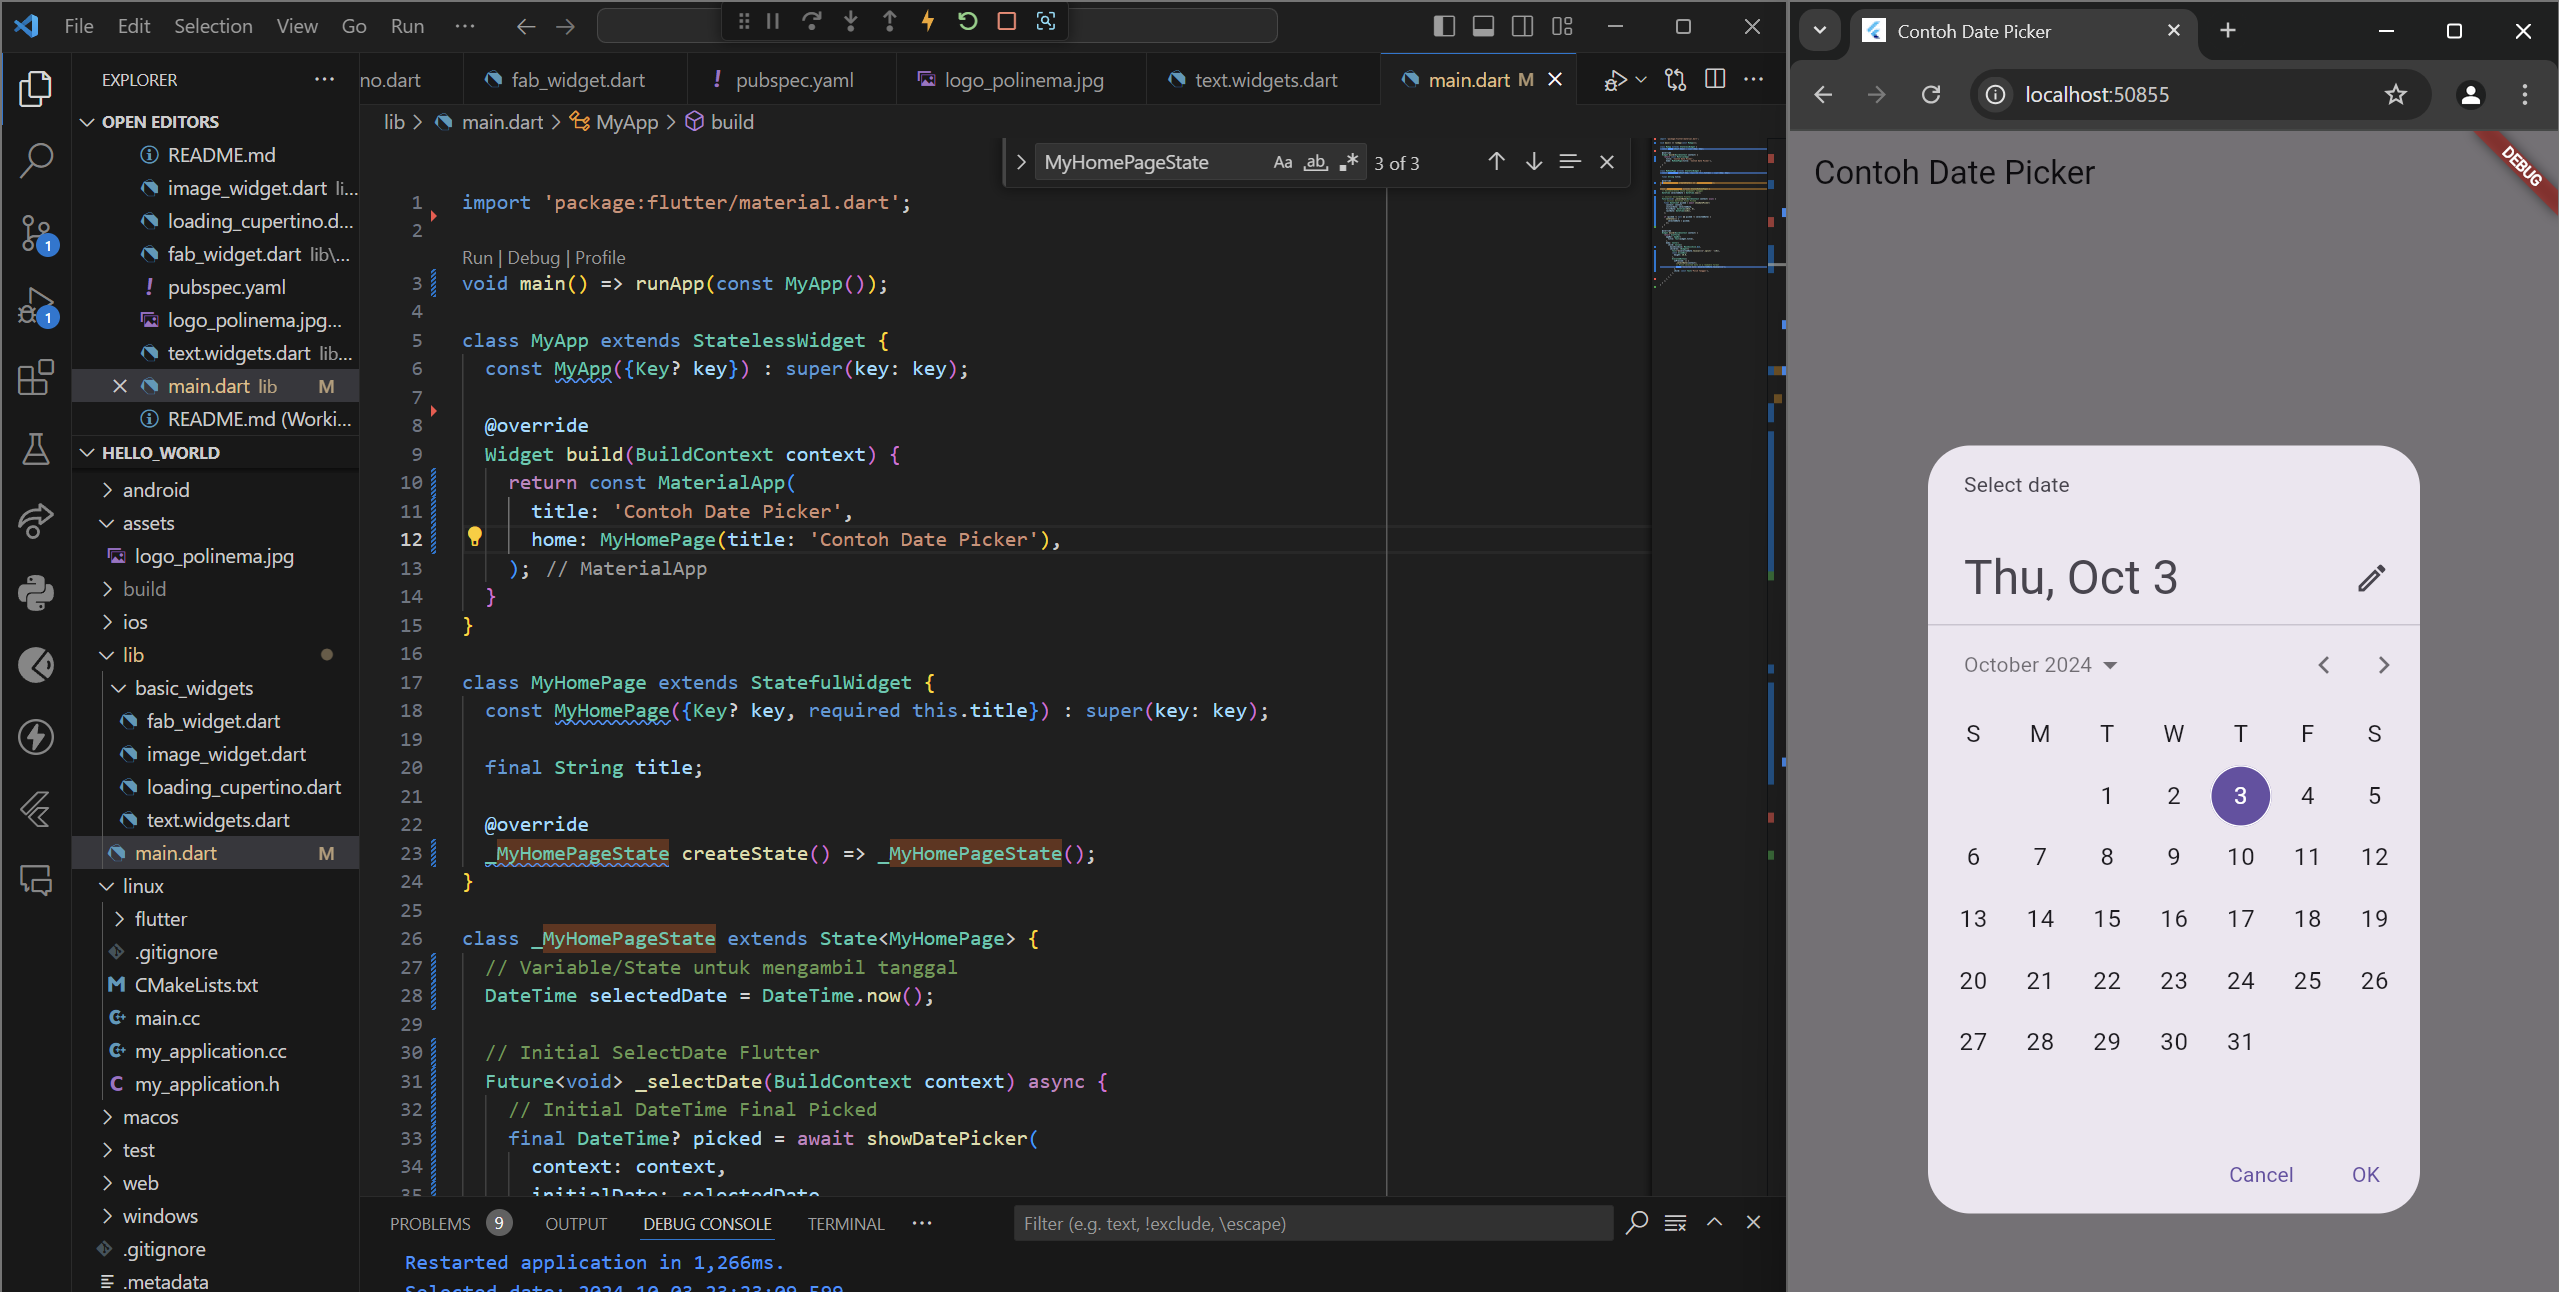 File Edit Selection View Go Run
EXPLORER
OPEN EDITORS
README.md
image_widget.dart li...
loading_cupertino.d...
fab_widget.dart lib\...
! pubspec.yaml
logo_polinema.jpg...
text.widgets.dart lib...
main.dart lib M
README.md (Worki...
HELLO_WORLD
android
assets
logo_polinema.jpg
build
ios
lib
basic_widgets
fab_widget.dart
image_widget.dart
loading_cupertino.dart
text.widgets.dart
main.dart M
linux
flutter
.gitignore
CMakeLists.txt
main.cc
my_application.cc
my_application.h
macos
test
web
windows
.gitignore
.metadata
1
1
no.dart fab_widget.dart ! pubspec.yaml logo_polinema.jpg text.widgets.dart main.dart M
lib > main.dart > MyApp > build
MyHomePageState Aa ab 3 of 3
1 import 'package:flutter/material.dart';
2
Run | Debug | Profile
3 void main() => runApp(const MyApp());
4
5 class MyApp extends StatelessWidget {
6 const MyApp({Key? key}) : super(key: key);
7
8 @override
9 Widget build(BuildContext context) {
10 return const MaterialApp(
11 title: 'Contoh Date Picker',
12 home: MyHomePage(title: 'Contoh Date Picker'),
13 ); // MaterialApp
14 }
15 }
16
17 class MyHomePage extends StatefulWidget {
18 const MyHomePage({Key? key, required this.title}) : super(key: key);
19
20 final String title;
21
22 @override
23 _MyHomePageState createState() => _MyHomePageState();
24 }
25
26 class _MyHomePageState extends State<MyHomePage> {
27 // Variable/State untuk mengambil tanggal
28 DateTime selectedDate = DateTime.now();
29
30 // Initial SelectDate Flutter
31 Future<void> _selectDate(BuildContext context) async {
32 // Initial DateTime Final Picked
33 final DateTime? picked = await showDatePicker(
34 context: context,
35 initialDate: selectedDate,
PROBLEMS 9 OUTPUT DEBUG CONSOLE TERMINAL
Filter (e.g. text, !exclude, \escape)
Restarted application in 1,266ms.
Selected date: 2024-10-03 23:23:09.599
Contoh Date Picker
localhost:50855
Contoh Date Picker
DEBUG
Select date
Thu, Oct 3
October 2024
S M T W T F S
1 2 3 4 5
6 7 8 9 10 11 12
13 14 15 16 17 18 19
20 21 22 23 24 25 26
27 28 29 30 31
Cancel OK